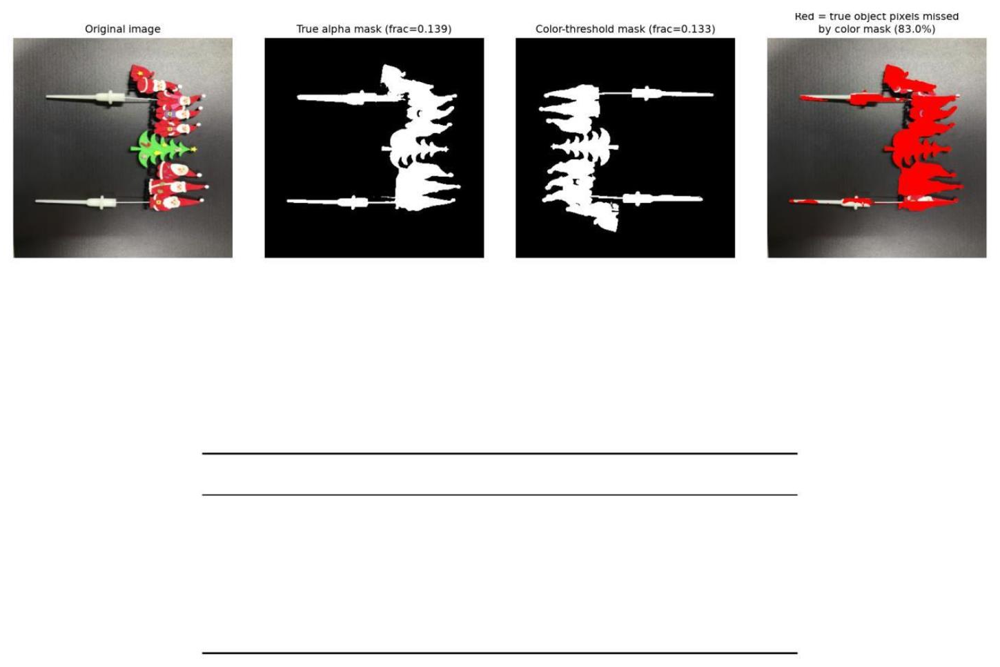 Original image
True alpha mask (frac=0.139)
Color-threshold mask (frac=0.133)
Red = true object pixels missed
by color mask (83.0%)